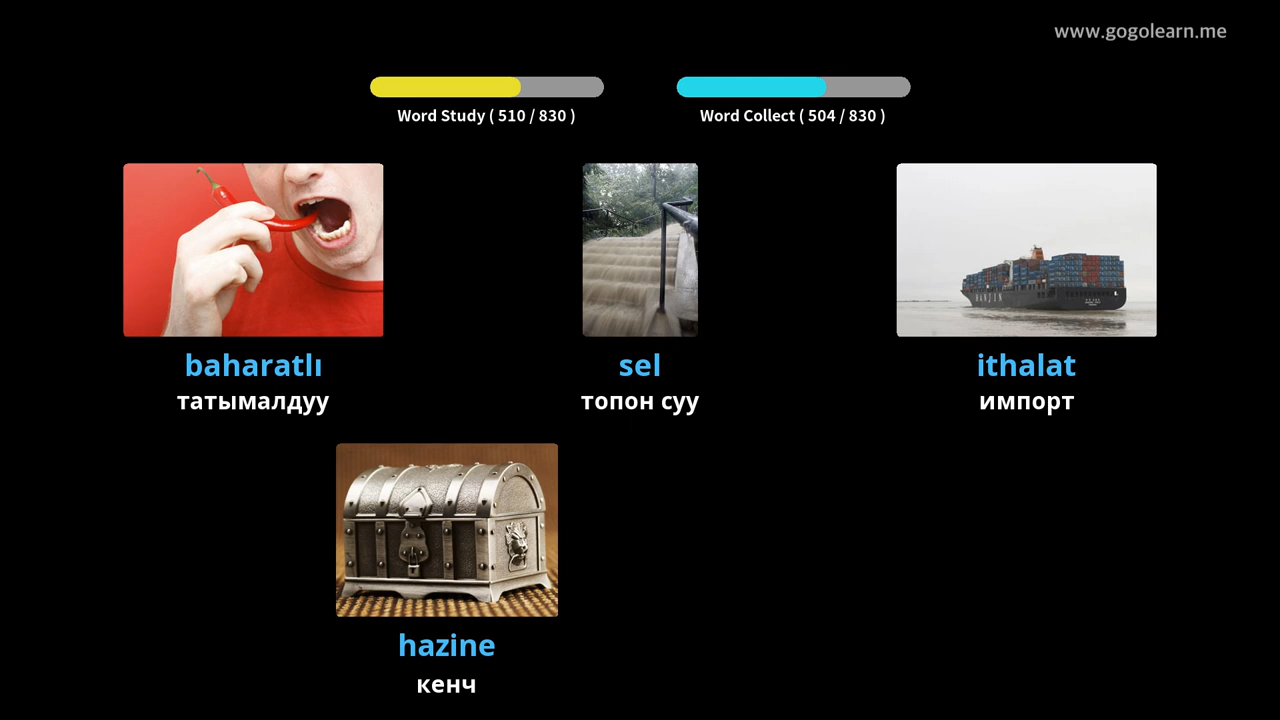 www.gogolearn.me
Word Study ( 510 / 830 )
Word Collect ( 504 / 830 )
HANJIN
baharatlı
татымалдуу
sel
топон суу
ithalat
импорт
hazine
кенч